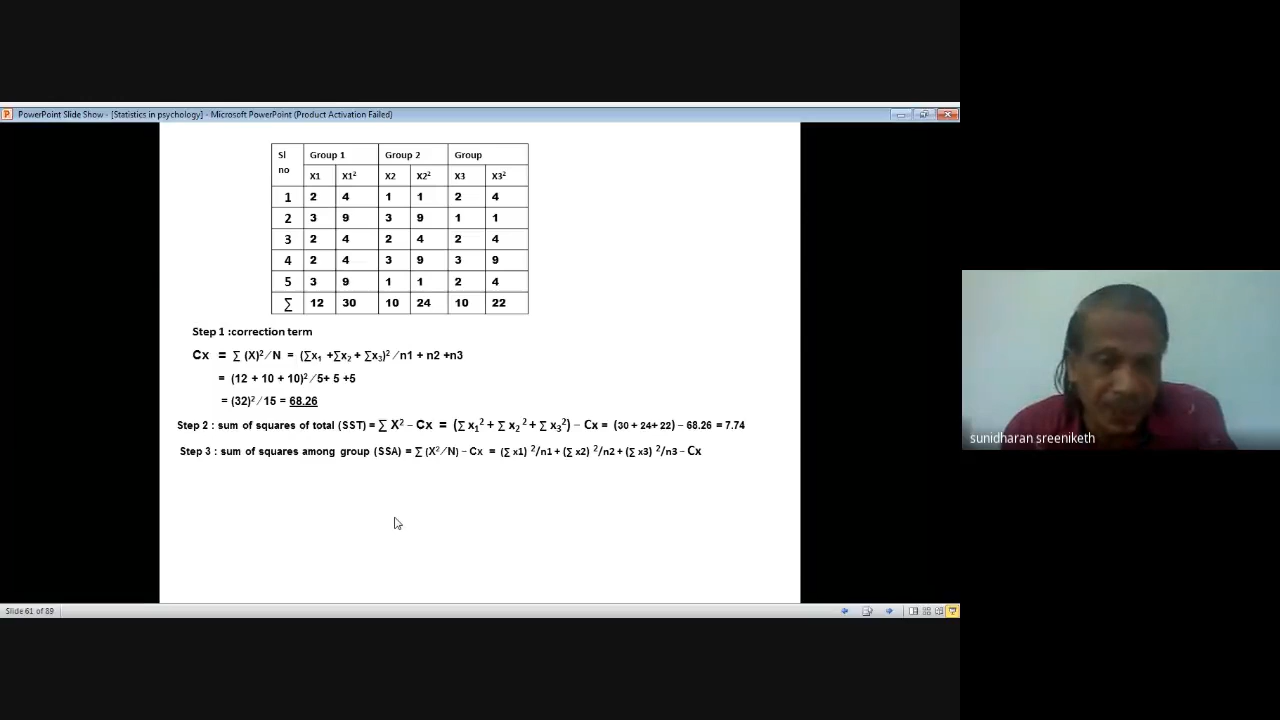 PowerPoint Slide Show - [Statistics in psychology] - Microsoft PowerPoint (Product Activation Failed)
Sl no Group 1 Group 2 Group
X1 X1² X2 X2² X3 X3²
1 2 4 1 1 2 4
2 3 9 3 9 1 1
3 2 4 2 4 2 4
4 2 4 3 9 3 9
5 3 9 1 1 2 4
∑ 12 30 10 24 10 22
Step 1 :correction term
Cx = ∑ (X)² ∕ N = (∑x₁ +∑x₂ + ∑x₃)² ∕ n1 + n2 +n3
= (12 + 10 + 10)² ∕ 5+ 5 +5
= (32)² ∕ 15 = 68.26
Step 2 : sum of squares of total (SST) = ∑ X² – Cx = (∑ x₁² + ∑ x₂² + ∑ x₃²) – Cx = (30 + 24+ 22) – 68.26 = 7.74
Step 3 : sum of squares among group (SSA) = ∑ (X² ∕ N) – Cx = (∑ x1) ²/n1 + (∑ x2) ²/n2 + (∑ x3) ²/n3 – Cx
sunidharan sreeniketh
Slide 61 of 89